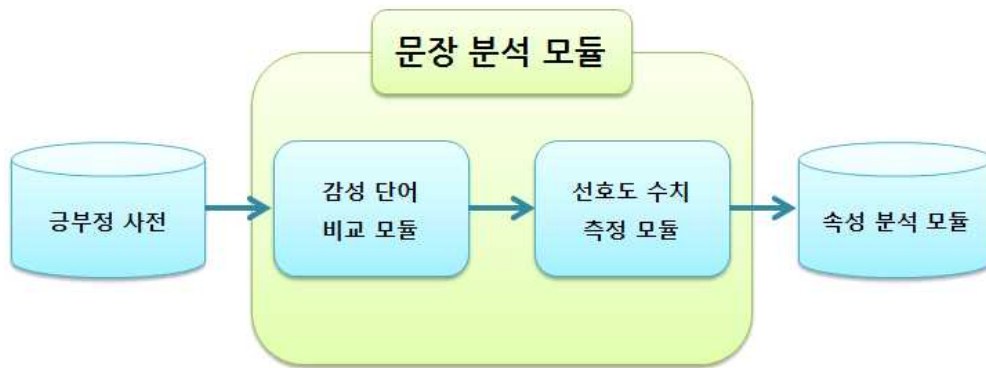 문장 분석 모듈
긍부정 사전
감성 단어
비교 모듈
선호도 수치
측정 모듈
속성 분석 모듈